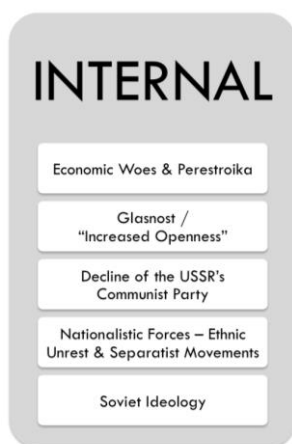 INTERNAL
Economic Woes & Perestroika
Glasnost /
“Increased Openness”
Decline of the USSR’s
Communist Party
Nationalistic Forces – Ethnic
Unrest & Separatist Movements
Soviet Ideology